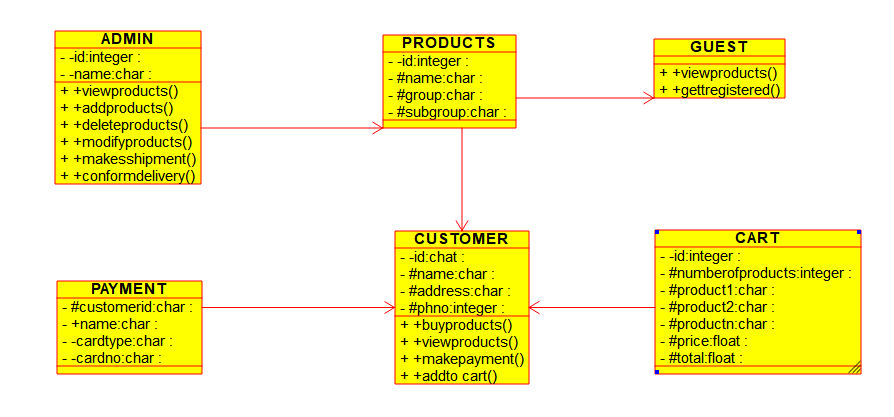 ADMIN
- -id:integer :
- -name:char :
+ +viewproducts()
+ +addproducts()
+ +deleteproducts()
+ +modifyproducts()
+ +makesshipment()
+ +conformdelivery()
PRODUCTS
- -id:integer :
- #name:char :
- #group:char :
- #subgroup:char :
GUEST
+ +viewproducts()
+ +gettregistered()
PAYMENT
- #customerid:char :
- +name:char :
- -cardtype:char :
- -cardno:char :
CUSTOMER
- -id:chat :
- #name:char :
- #address:char :
- #phno:integer :
+ +buyproducts()
+ +viewproducts()
+ +makepayment()
+ +addto cart()
CART
- -id:integer :
- #numberofproducts:integer :
- #product1:char :
- #product2:char :
- #productn:char :
- #price:float :
- #total:float :